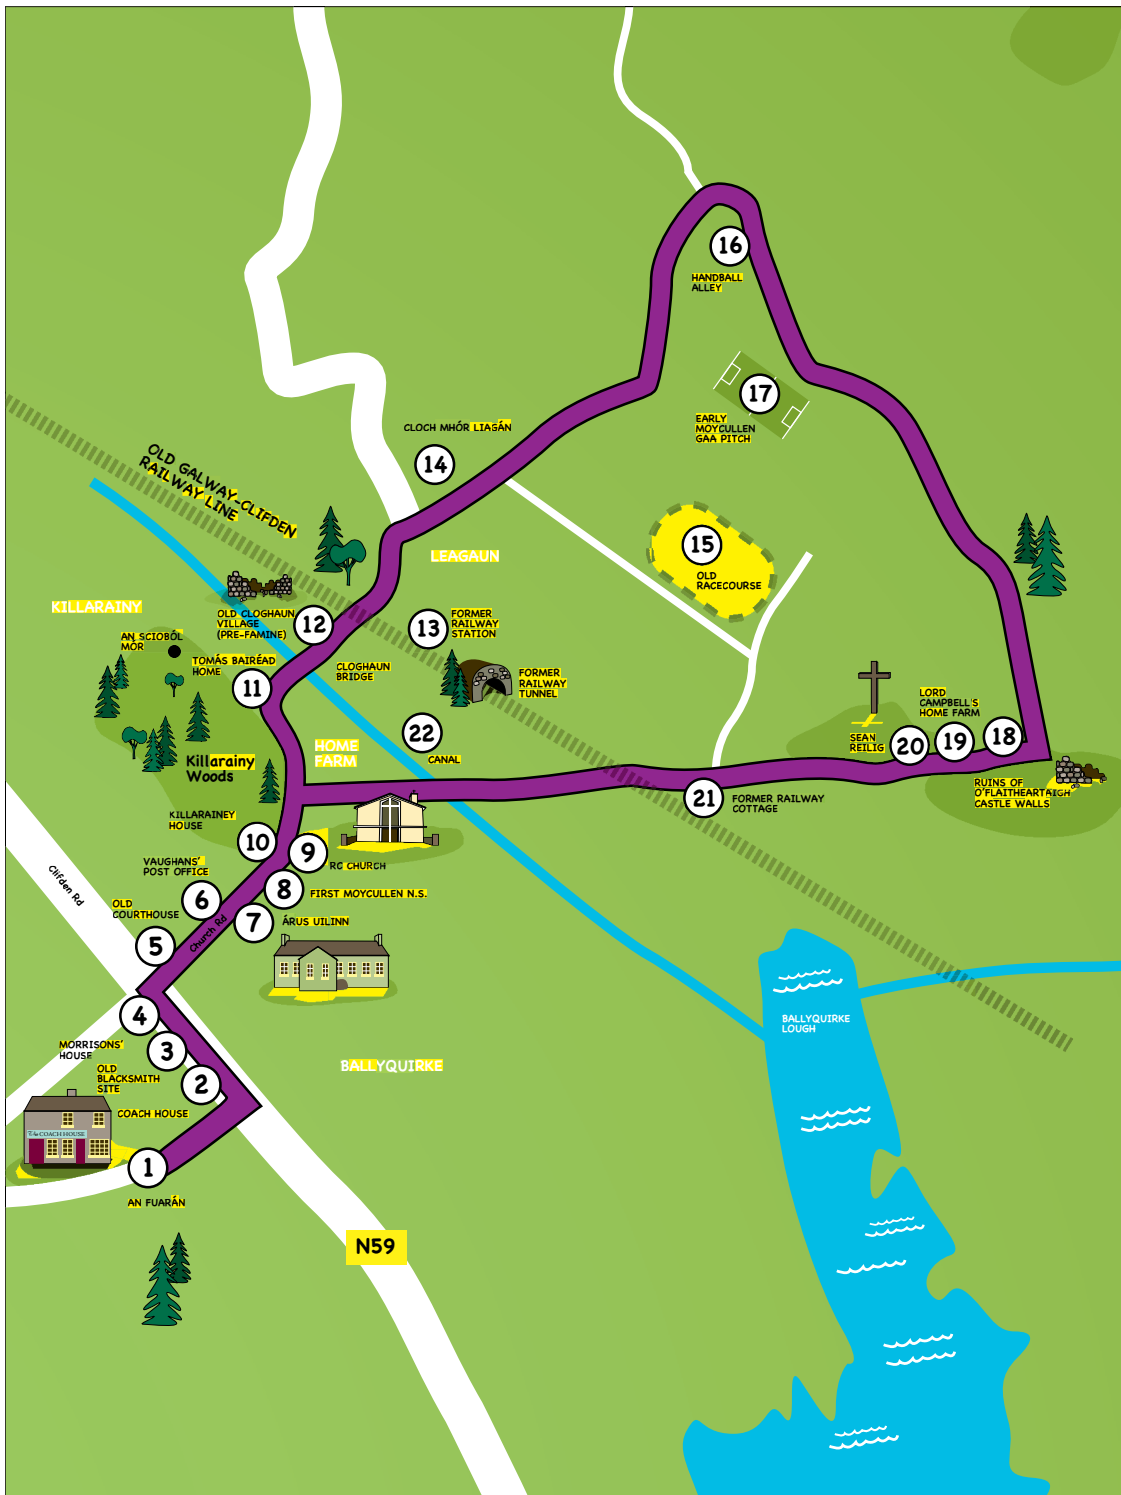 16
HANDBALL
ALLEY
17
EARLY
MOYCULLEN
GAA PITCH
CLOCH MHÓR LIAGÁN
14
OLD GALWAY-CLIFDEN
RAILWAY LINE
15
OLD
RACECOURSE
LEAGAUN
KILLARAINY
OLD CLOGHAUN
VILLAGE
(PRE-FAMINE)
12
13
FORMER
RAILWAY
STATION
AN SCIOBÓL
MÓR
TOMÁS BAIRÉAD
HOME
11
CLOGHAUN
BRIDGE
FORMER
RAILWAY
TUNNEL
LORD
CAMPBELL'S
HOME FARM
SEAN
REILIG
20
19
18
22
CANAL
HOME
FARM
Killarainy
Woods
RUINS OF
O'FLAITHEARTAIGH
CASTLE WALLS
21
FORMER RAILWAY
COTTAGE
KILLARAINEY
HOUSE
10
9
RC CHURCH
VAUGHANS'
POST OFFICE
6
8
FIRST MOYCULLEN N.S.
Clifden Rd
OLD
COURTHOUSE
7
ÁRUS UILINN
Church Rd
5
4
BALLYQUIRKE
LOUGH
MORRISONS'
HOUSE
3
BALLYQUIRKE
OLD
BLACKSMITH
SITE
2
COACH HOUSE
The COACH HOUSE
1
AN FUARÁN
N59